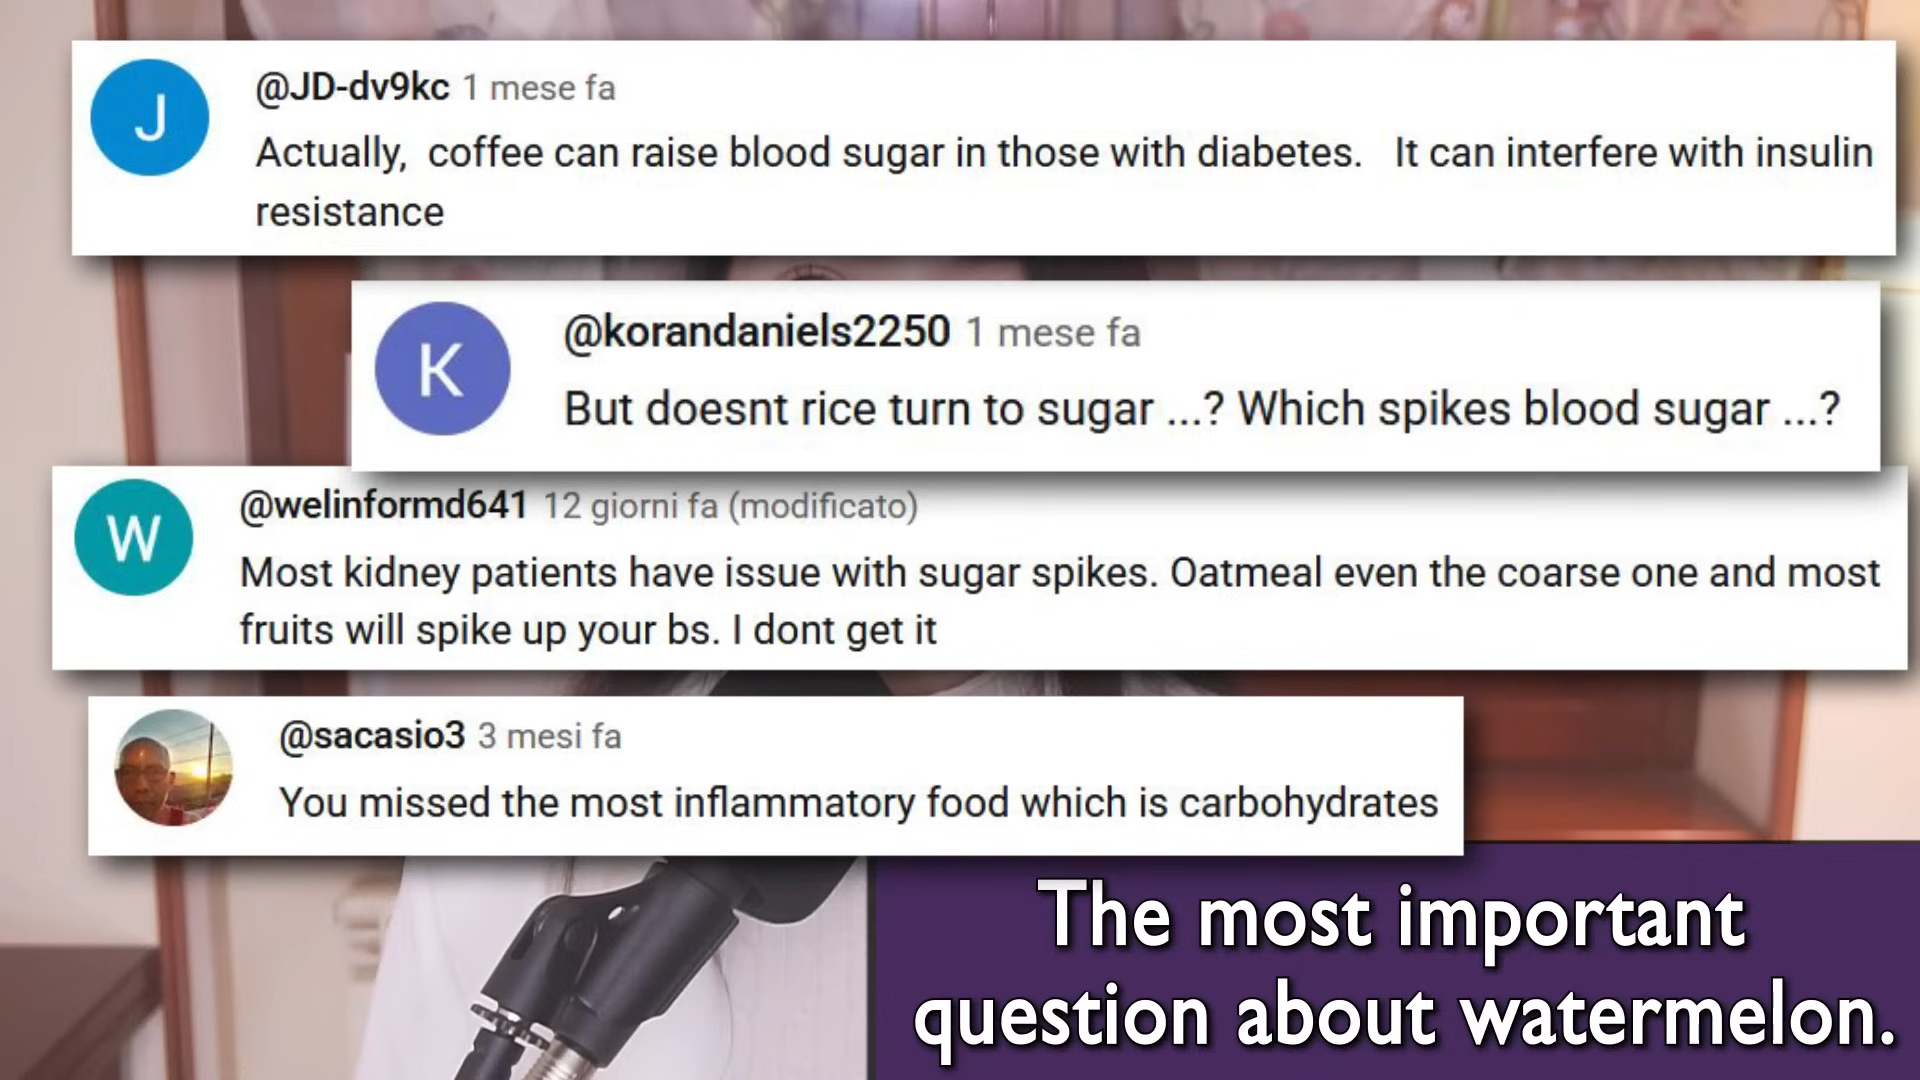 J
@JD-dv9kc 1 mese fa
Actually,  coffee can raise blood sugar in those with diabetes.   It can interfere with insulin
resistance
K
@korandaniels2250 1 mese fa
But doesnt rice turn to sugar ...? Which spikes blood sugar ...?
W
@welinformd641 12 giorni fa (modificato)
Most kidney patients have issue with sugar spikes. Oatmeal even the coarse one and most
fruits will spike up your bs. I dont get it
@sacasio3 3 mesi fa
You missed the most inflammatory food which is carbohydrates
The most important
question about watermelon.